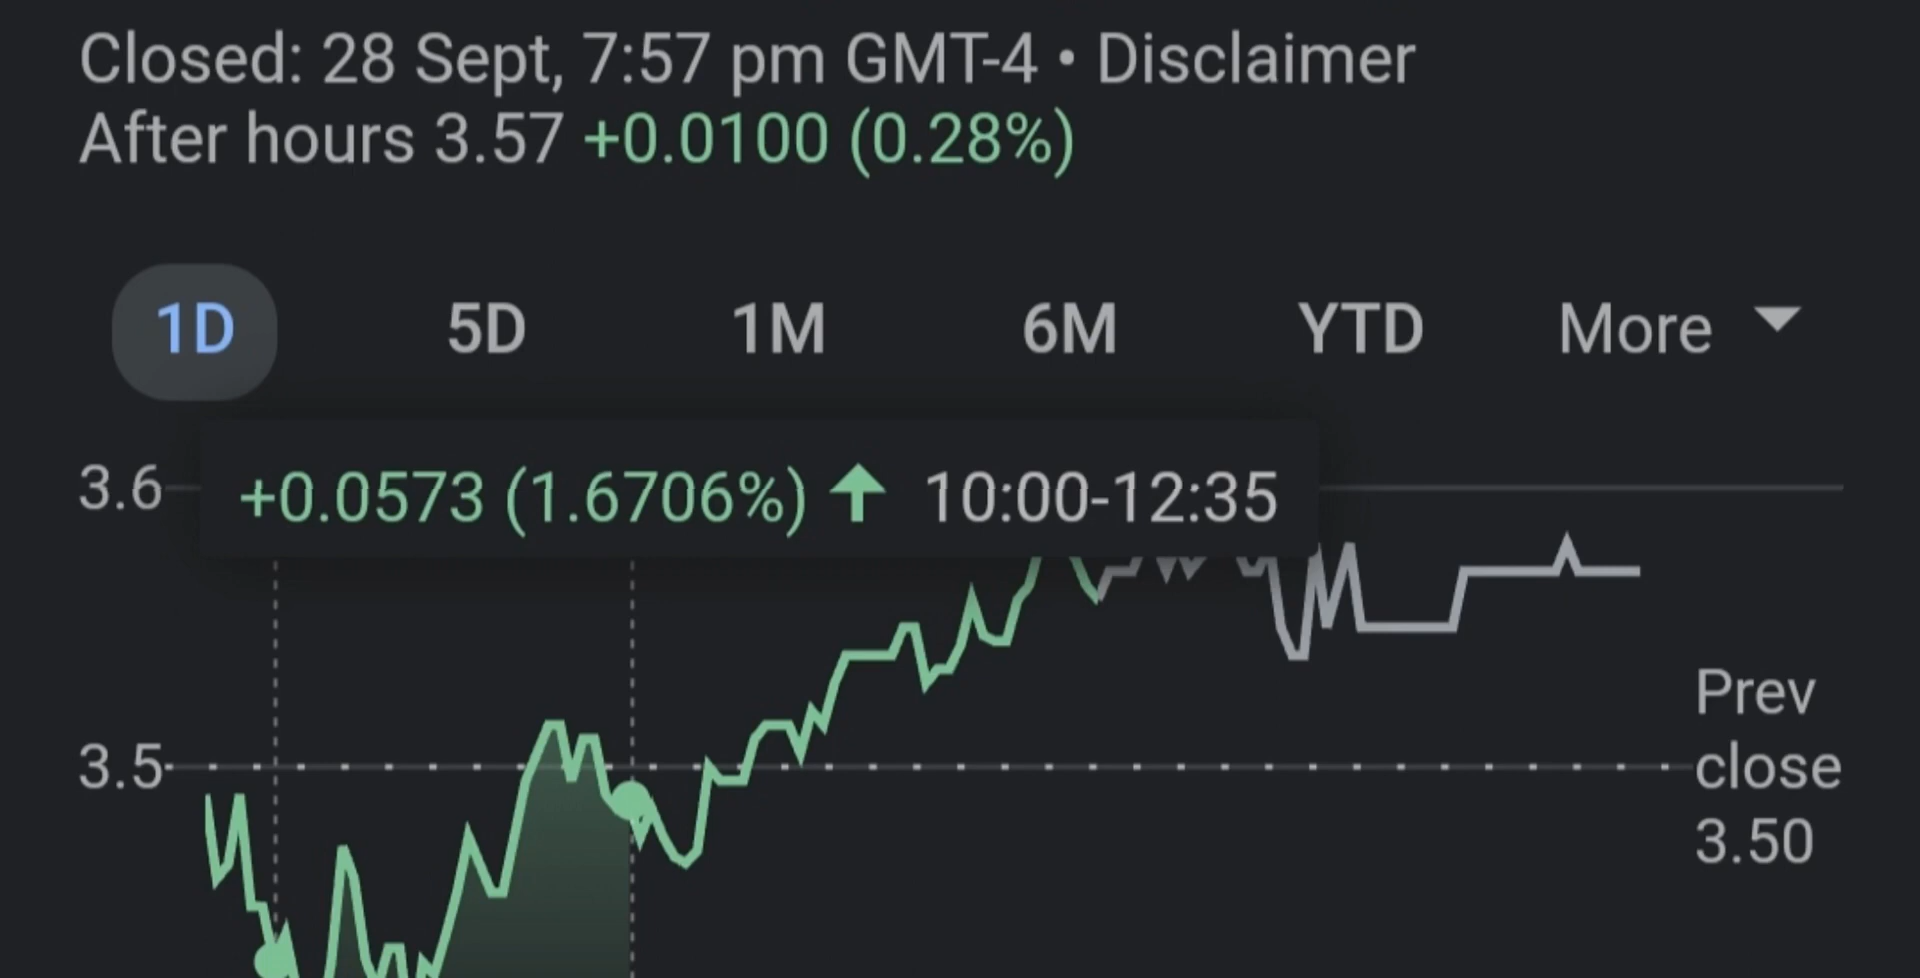 Closed: 28 Sept, 7:57 pm GMT-4 • Disclaimer
After hours 3.57 +0.0100 (0.28%)
1D 5D 1M 6M YTD More
+0.0573 (1.6706%) ↑ 10:00-12:35
3.6
3.5
Prev
close
3.50